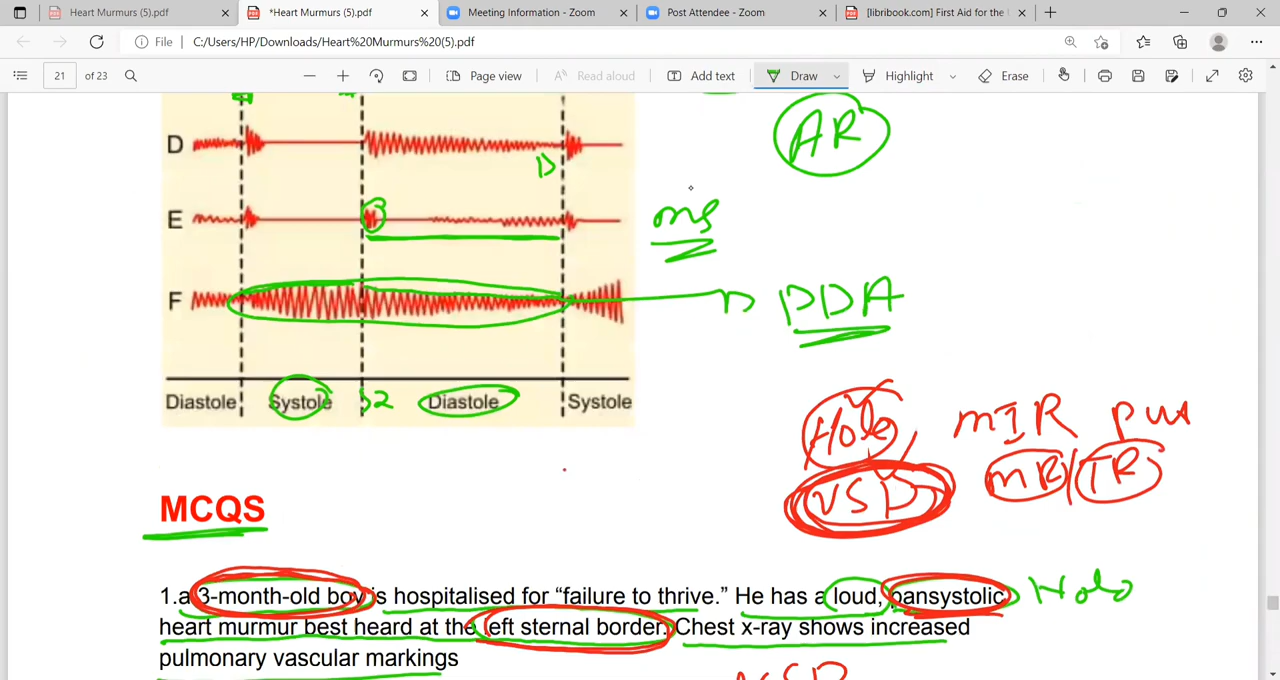 Heart Murmurs (5).pdf
*Heart Murmurs (5).pdf
Meeting Information - Zoom
Post Attendee - Zoom
[libribook.com] First Aid for the
File C:/Users/HP/Downloads/Heart%20Murmurs%20(5).pdf
21 of 23
Page view
Read aloud
Add text
Draw
Highlight
Erase
AR
D
D
E
ms
F
PDA
Diastole
Systole
S2
Diastole
Systole
Holo
MIR
VSD
MR/TR
MCQS
1.a 3-month-old boy is hospitalised for “failure to thrive.” He has a loud, pansystolic Holo
heart murmur best heard at the left sternal border. Chest x-ray shows increased
pulmonary vascular markings
VSD